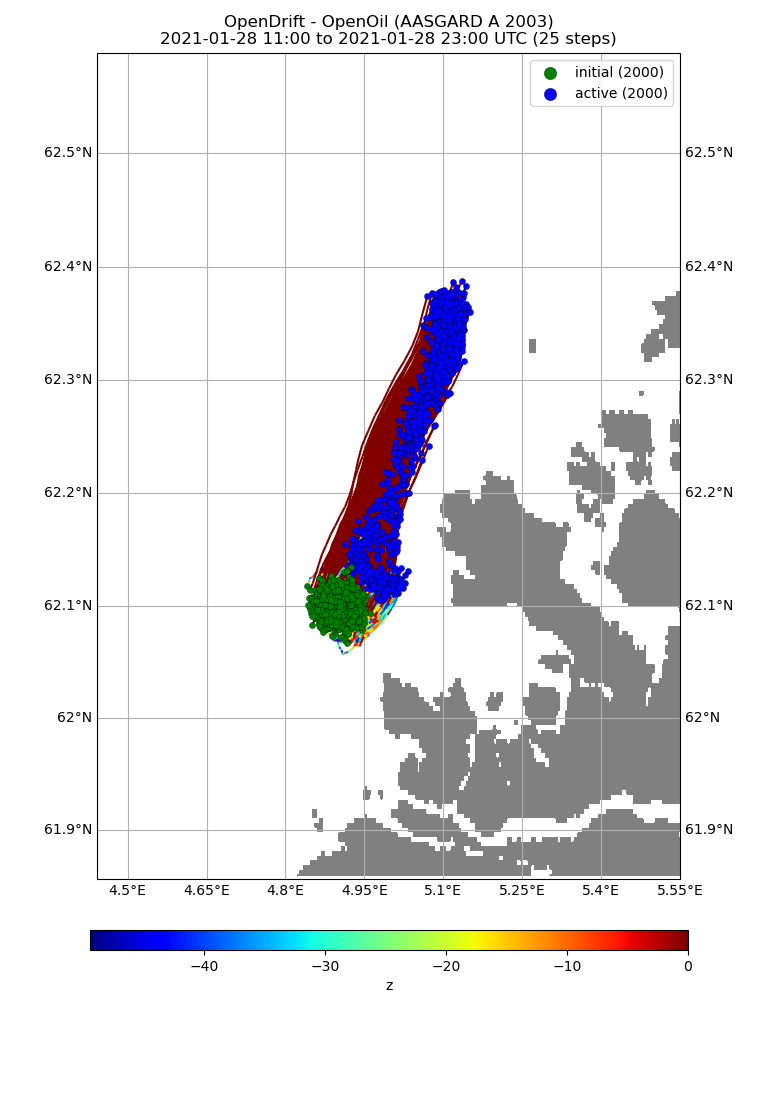 OpenDrift - OpenOil (AASGARD A 2003)
2021-01-28 11:00 to 2021-01-28 23:00 UTC (25 steps)
initial (2000)
active (2000)
62.5°N 62.5°N
62.4°N 62.4°N
62.3°N 62.3°N
62.2°N 62.2°N
62.1°N 62.1°N
62°N 62°N
61.9°N 61.9°N
4.5°E 4.65°E 4.8°E 4.95°E 5.1°E 5.25°E 5.4°E 5.55°E
−40 −30 −20 −10 0
z